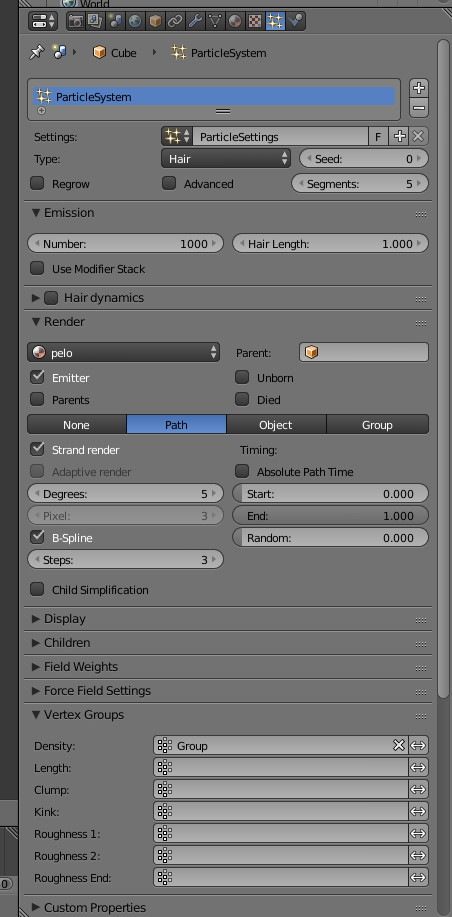 World
Cube ParticleSystem
ParticleSystem
Settings: ParticleSettings F
Type: Hair Seed: 0
Regrow Advanced Segments: 5
Emission
Number: 1000 Hair Length: 1.000
Use Modifier Stack
Hair dynamics
Render
pelo Parent:
Emitter Unborn
Parents Died
None Path Object Group
Strand render Timing:
Adaptive render Absolute Path Time
Degrees: 5 Start: 0.000
Pixel: 3 End: 1.000
B-Spline Random: 0.000
Steps: 3
Child Simplification
Display
Children
Field Weights
Force Field Settings
Vertex Groups
Density: Group
Length:
Clump:
Kink:
Roughness 1:
Roughness 2:
Roughness End:
0
Custom Properties